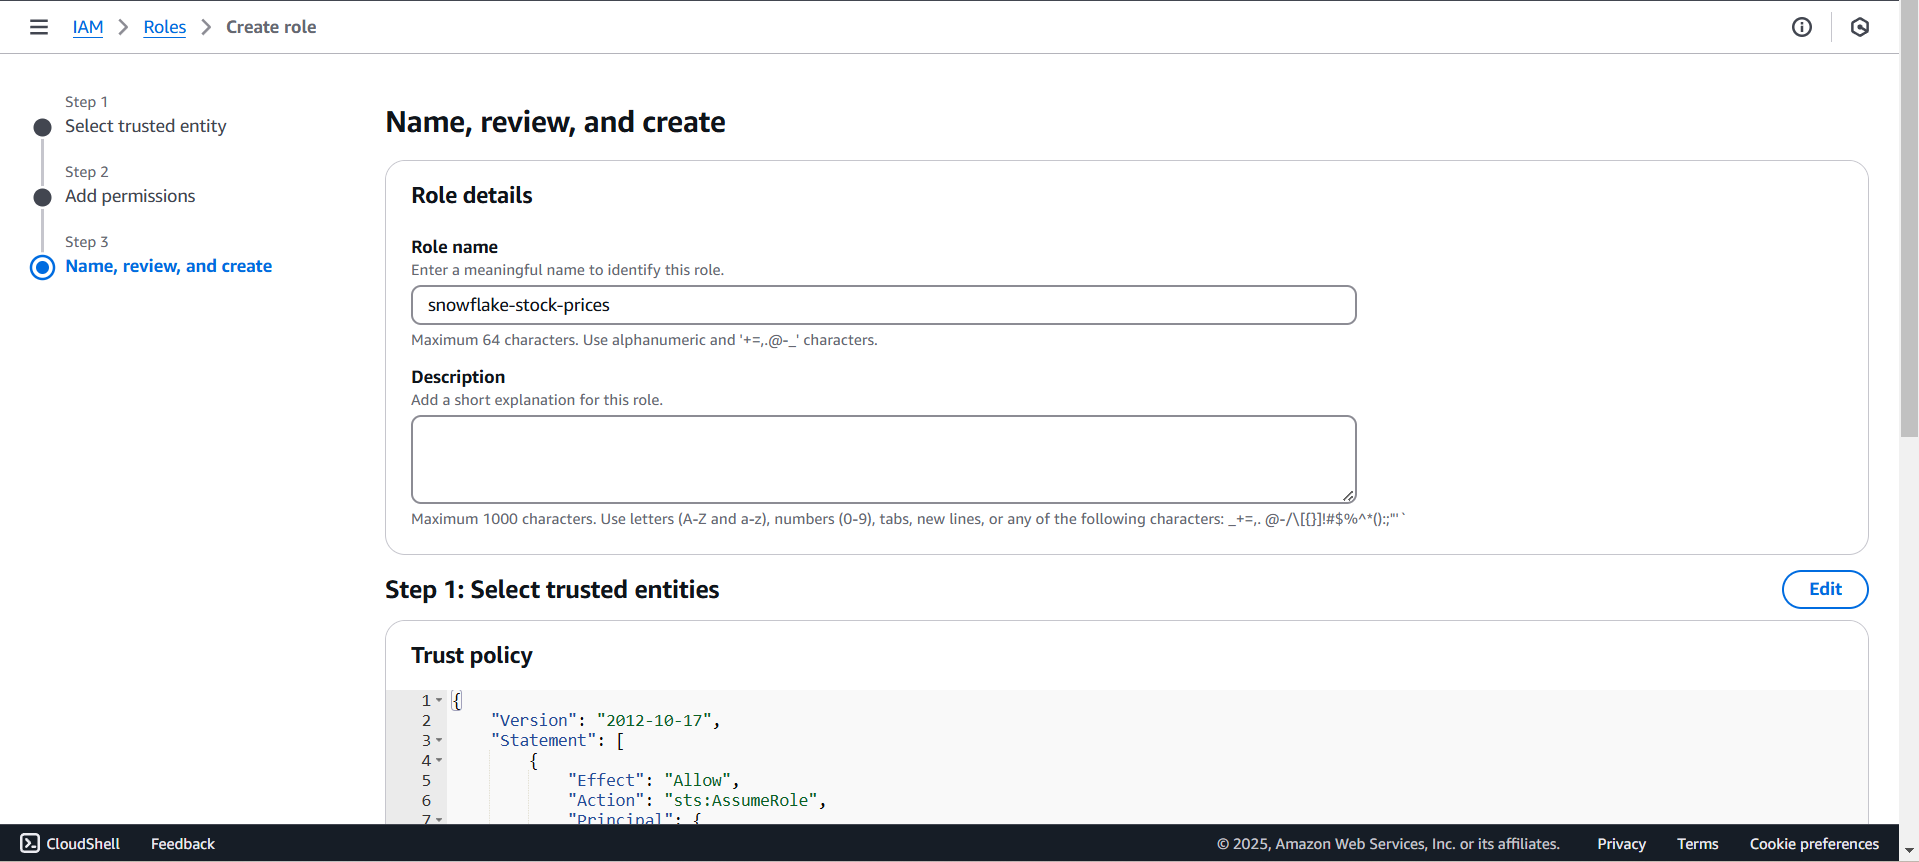 IAM > Roles > Create role
Step 1
Select trusted entity
Step 2
Add permissions
Step 3
Name, review, and create
Name, review, and create
Role details
Role name
Enter a meaningful name to identify this role.
snowflake-stock-prices
Maximum 64 characters. Use alphanumeric and '+=,.@-_' characters.
Description
Add a short explanation for this role.
Maximum 1000 characters. Use letters (A-Z and a-z), numbers (0-9), tabs, new lines, or any of the following characters: _+=,. @-/\[{}]!#$%^*();:"'`
Step 1: Select trusted entities
Edit
Trust policy
1 {
2 "Version": "2012-10-17",
3 "Statement": [
4 {
5 "Effect": "Allow",
6 "Action": "sts:AssumeRole",
7 "Principal": {
CloudShell Feedback © 2025, Amazon Web Services, Inc. or its affiliates. Privacy Terms Cookie preferences